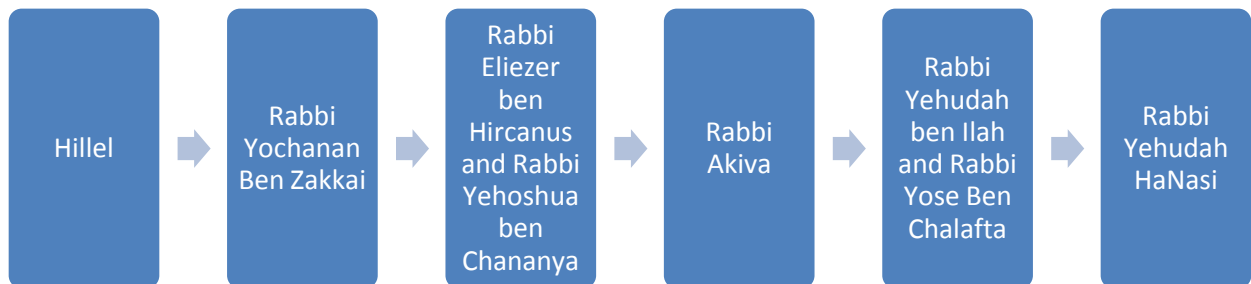 Hillel
Rabbi
Yochanan
Ben Zakkai
Rabbi
Eliezer
ben
Hircanus
and Rabbi
Yehoshua
ben
Chananya
Rabbi
Akiva
Rabbi
Yehudah
ben Ilah
and Rabbi
Yose Ben
Chalafta
Rabbi
Yehudah
HaNasi